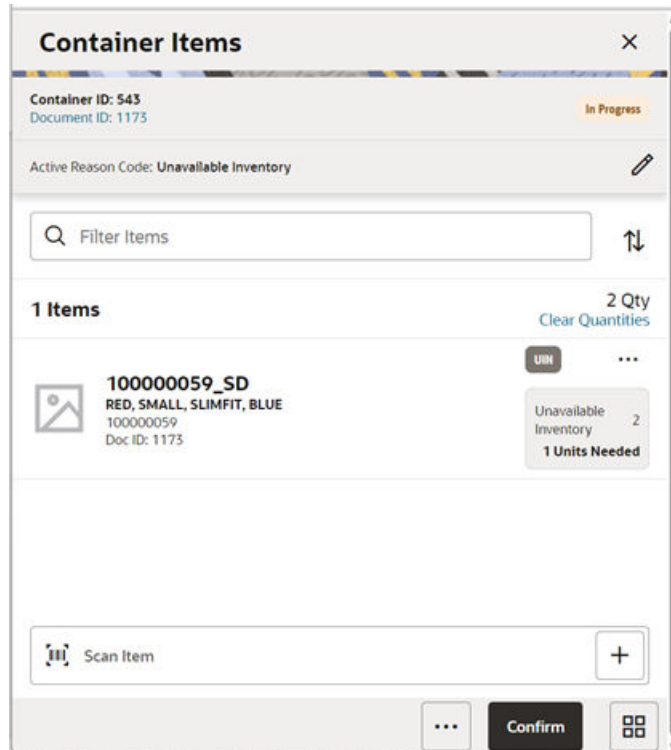 Container Items
Container ID: 543
In Progress
Document ID: 1173
Active Reason Code: Unavailable Inventory
Filter Items
1 Items
2 Qty
Clear Quantities
UIN
100000059_SD
RED, SMALL, SLIMFIT, BLUE
100000059
Doc ID: 1173
Unavailable
Inventory 2
1 Units Needed
Scan Item
Confirm